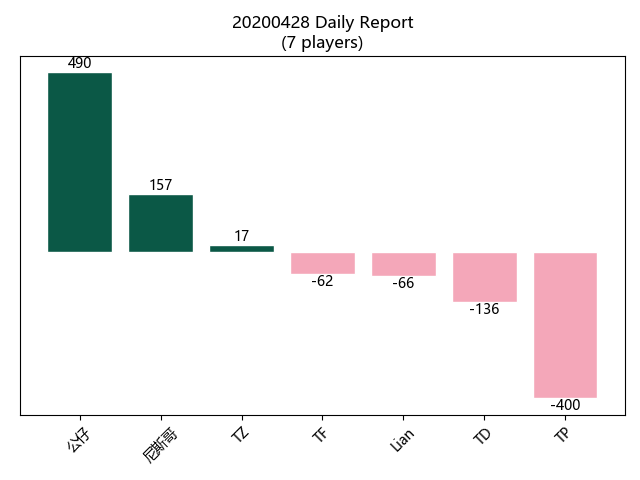 20200428 Daily Report
(7 players)
490
157
17
-62
-66
-136
-400
公仔
尼斯哥
TZ
TF
Lian
TD
TP